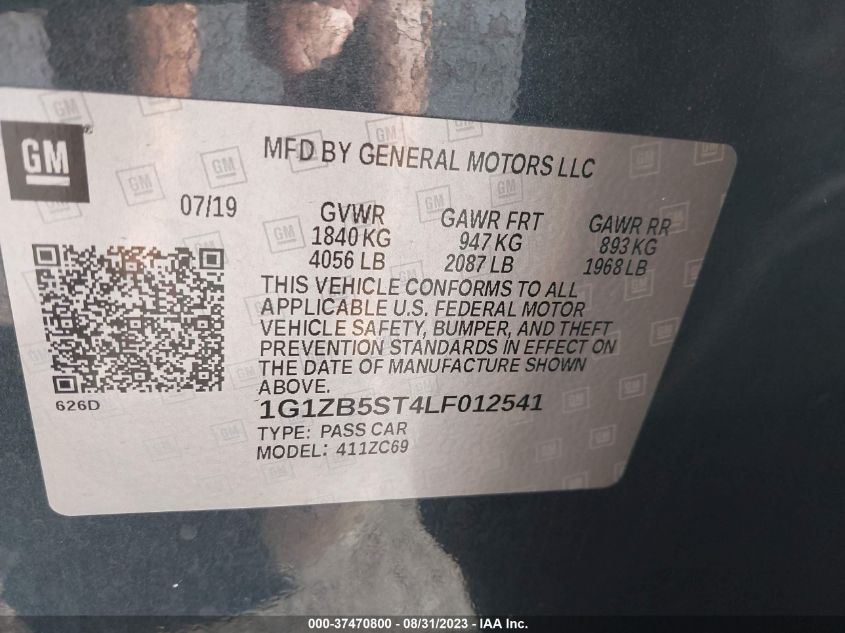 GM
MFD BY GENERAL MOTORS LLC
07/19
GVWR GAWR FRT GAWR RR
1840 KG 947 KG 893 KG
4056 LB 2087 LB 1968 LB
THIS VEHICLE CONFORMS TO ALL
APPLICABLE U.S. FEDERAL MOTOR
VEHICLE SAFETY, BUMPER, AND THEFT
PREVENTION STANDARDS IN EFFECT ON
THE DATE OF MANUFACTURE SHOWN
ABOVE.
626D
1G1ZB5ST4LF012541
TYPE: PASS CAR
MODEL: 411ZC69
000-37470800 - 08/31/2023 - IAA Inc.